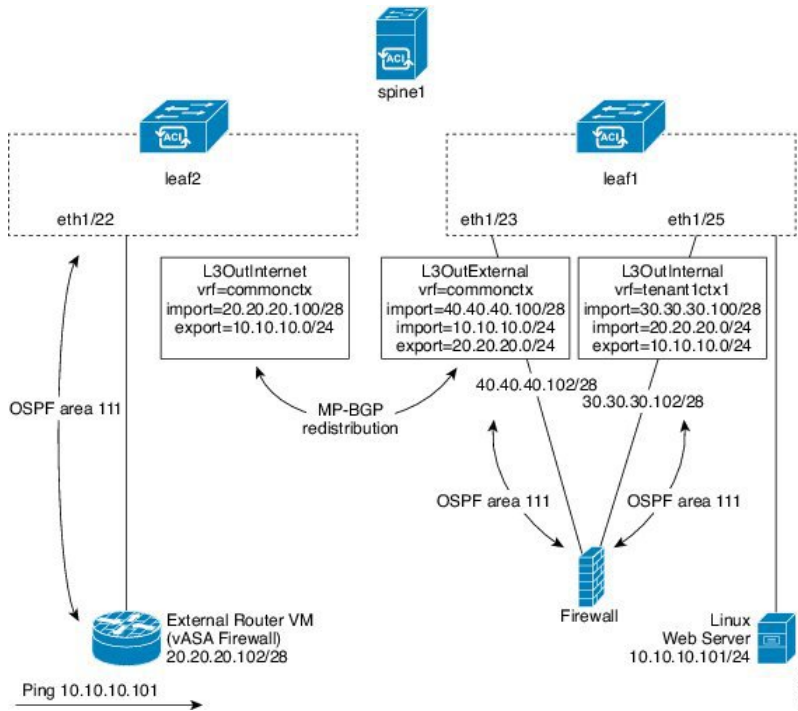 ACI
spine1
ACI
leaf2
ACI
leaf1
eth1/22
eth1/23
eth1/25
L3OutInternet
vrf=commonctx
import=20.20.20.100/28
export=10.10.10.0/24
L3OutExternal
vrf=commonctx
import=40.40.40.100/28
import=10.10.10.0/24
export=20.20.20.0/24
L3OutInternal
vrf=tenant1ctx1
import=30.30.30.100/28
import=20.20.20.0/24
export=10.10.10.0/24
40.40.40.102/28
30.30.30.102/28
OSPF area 111
MP-BGP
redistribution
OSPF area 111
OSPF area 111
External Router VM
(vASA Firewall)
20.20.20.102/28
Firewall
Linux
Web Server
10.10.10.101/24
Ping 10.10.10.101